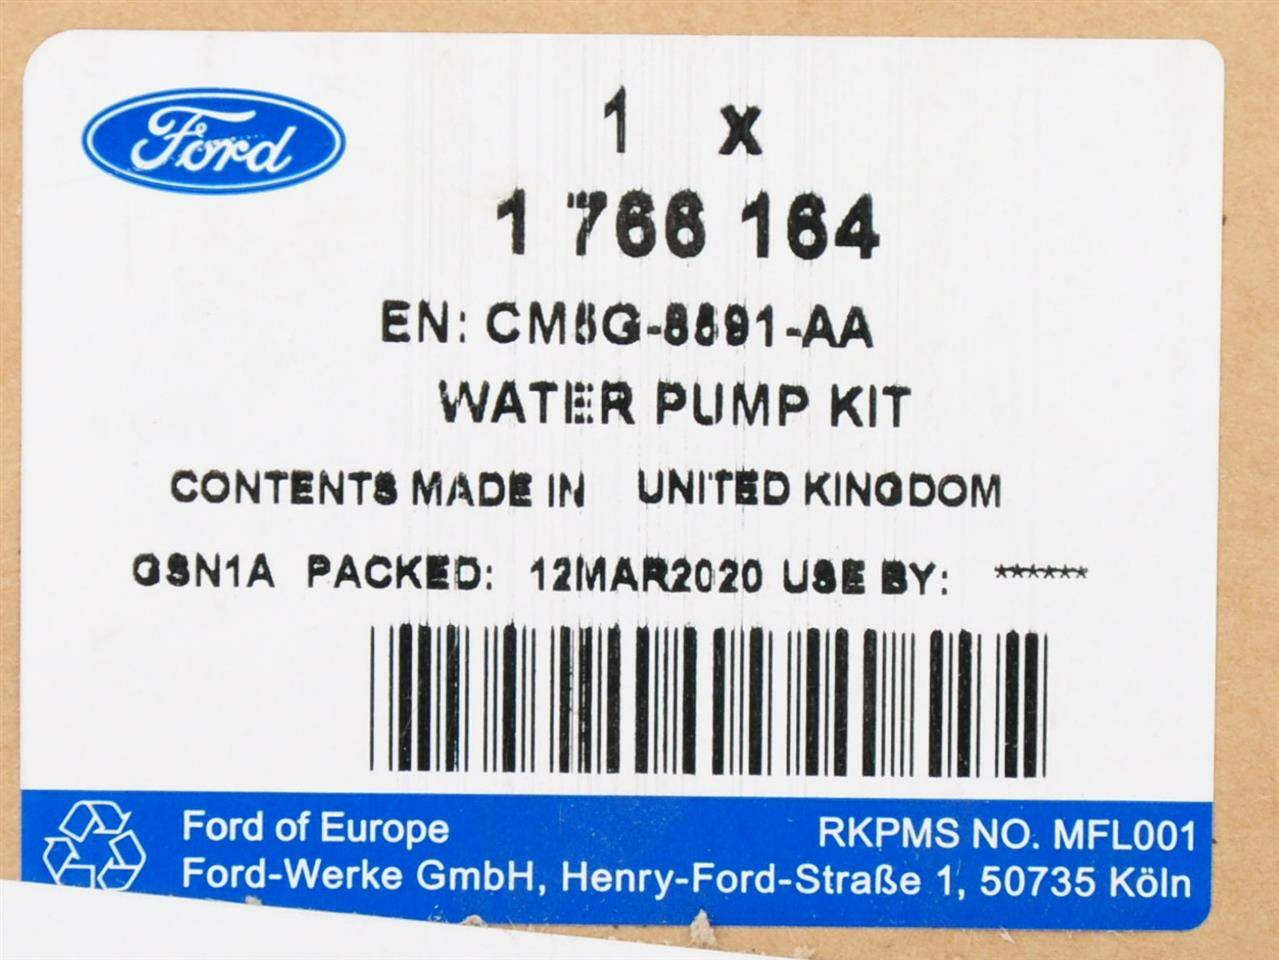 Ford
1 x
1 766 164
EN: CM5G-8591-AA
WATER PUMP KIT
CONTENTS MADE IN UNITED KINGDOM
GSN1A PACKED: 12MAR2020 USE BY: ******
Ford of Europe
RKPMS NO. MFL001
Ford-Werke GmbH, Henry-Ford-Straße 1, 50735 Köln